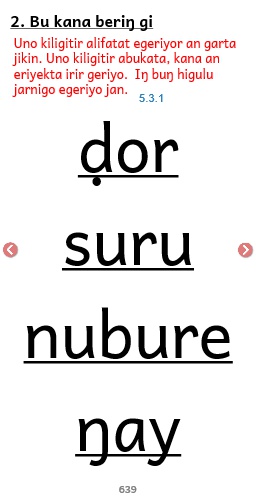 2. Bu kana beriŋ gi
Uno kiligitir alifatat egeriyor an garta
jikin. Uno kiligitir abukata, kana an
eriyekta irir geriyo. Iŋ buŋ higulu
jarnigo egeriyo jan.
5.3.1
ḍor
suru
nubure
ŋay
639